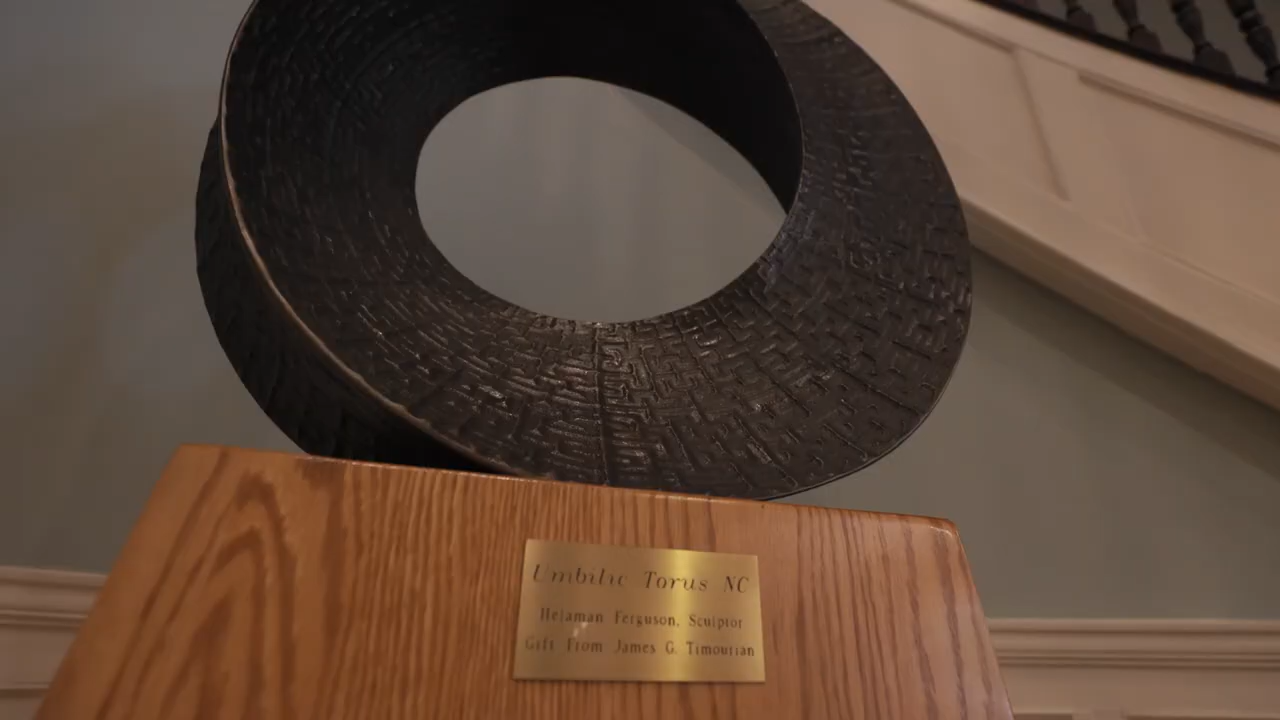 Umbilic Torus NC
Helaman Ferguson, Sculptor
Gift From James G. Timourian